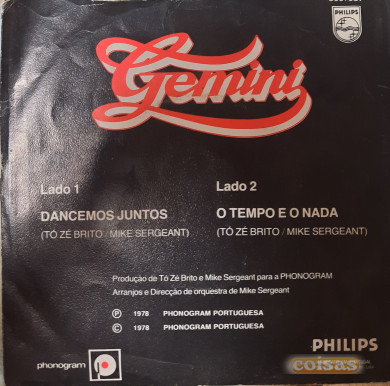 PHILIPS
Gemini
Lado 1
Lado 2
DANCEMOS JUNTOS
O TEMPO E O NADA
(TÓ ZÉ BRITO / MIKE SERGEANT)
(TÓ ZÉ BRITO / MIKE SERGEANT)
Produção de Tó Zé Brito e Mike Sergeant para a PHONOGRAM
Arranjos e Direcção de orquestra de Mike Sergeant
Ⓟ 1978 PHONOGRAM PORTUGUESA
© 1978 PHONOGRAM PORTUGUESA
phonogram
PHILIPS
coisas